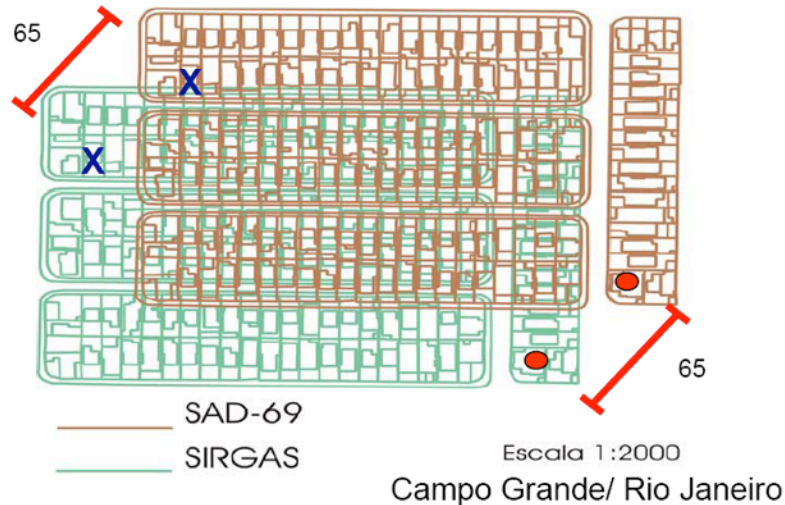 65
X
X
65
SAD-69
SIRGAS
Escala 1:2000
Campo Grande/ Rio Janeiro